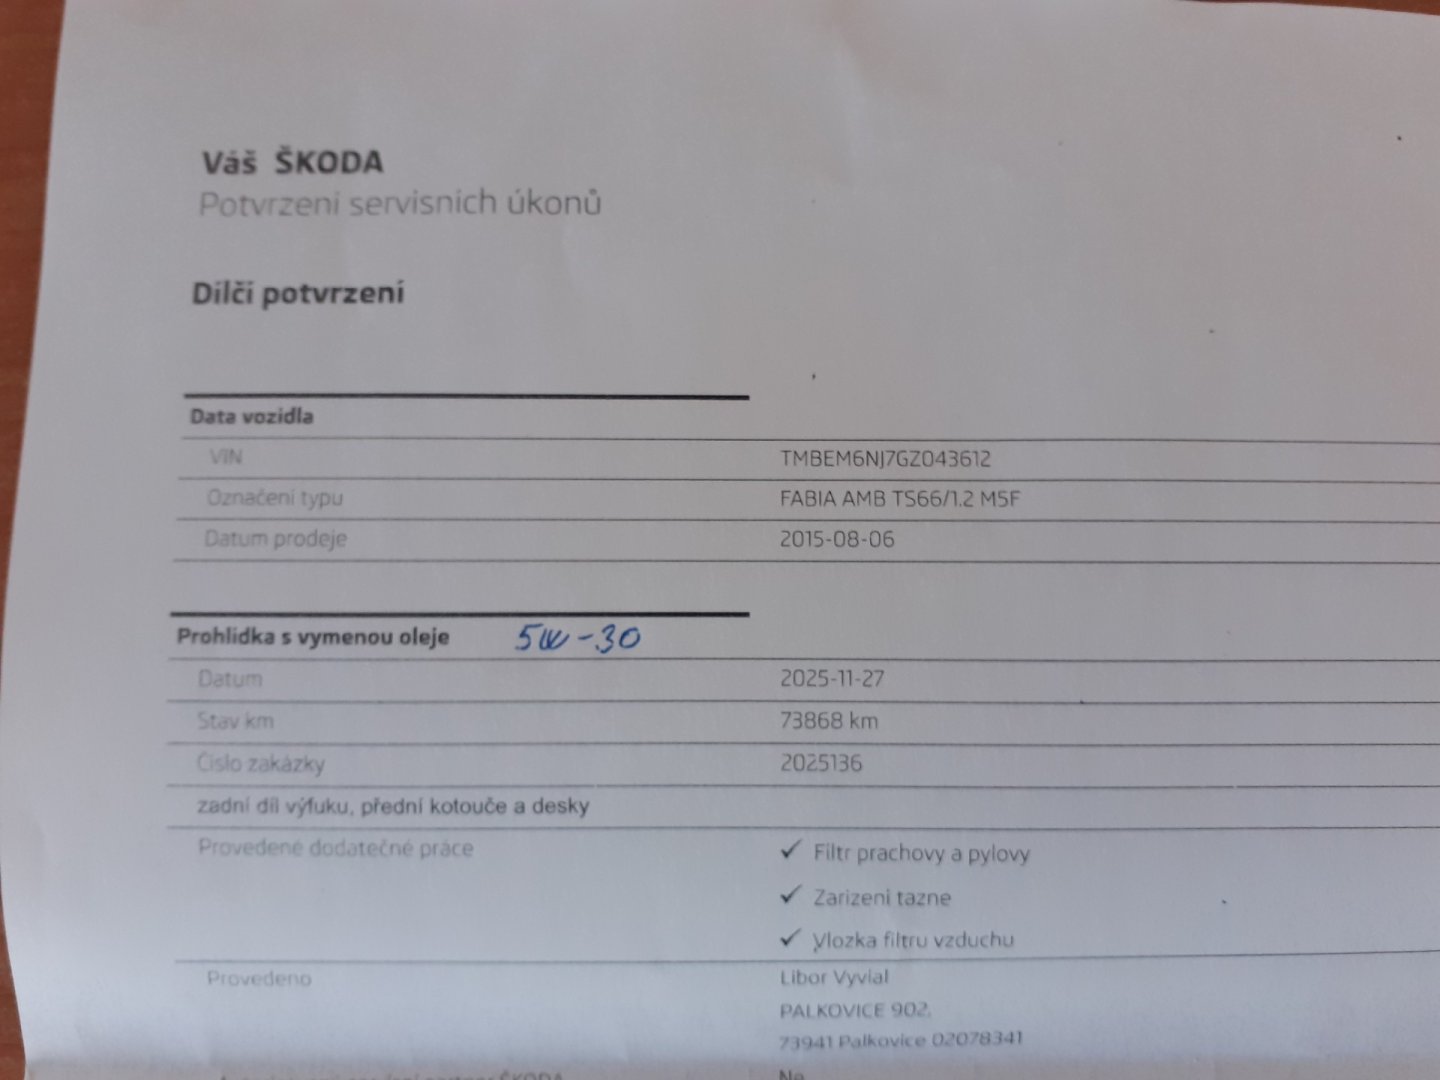 Váš ŠKODA
Potvrzení servisních úkonů
Dílčí potvrzení
Data vozidla
VIN TMBEM6NJ7GZ043612
Označení typu FABIA AMB TS66/1.2 M5F
Datum prodeje 2015-08-06
Prohlídka s vymenou oleje 5W-30
Datum 2025-11-27
Stav km 73868 km
Číslo zakázky 2025136
zadní díl výfuku, přední kotouče a desky
Provedené dodatečné práce ✓ Filtr prachovy a pylovy
✓ Zarizeni tazne
✓ Vlozka filtru vzduchu
Provedeno Libor Vyvial
PALKOVICE 902,
73941 Palkovice 02078341
ŠKODA Ne